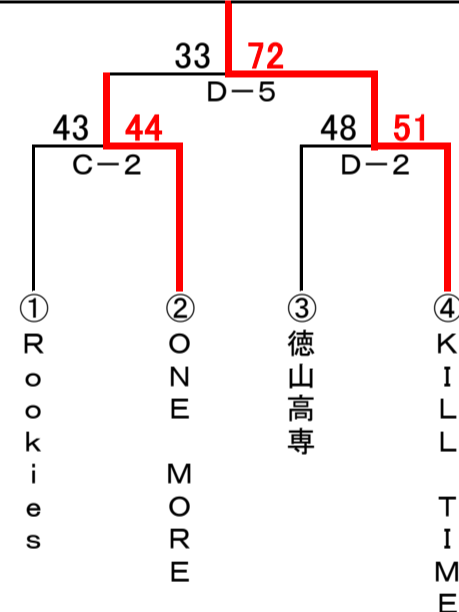 33 72
D－5
43 44
C－2
48 51
D－2
① Rookies
② ONE MORE
③ 徳山高専
④ KILL TIME